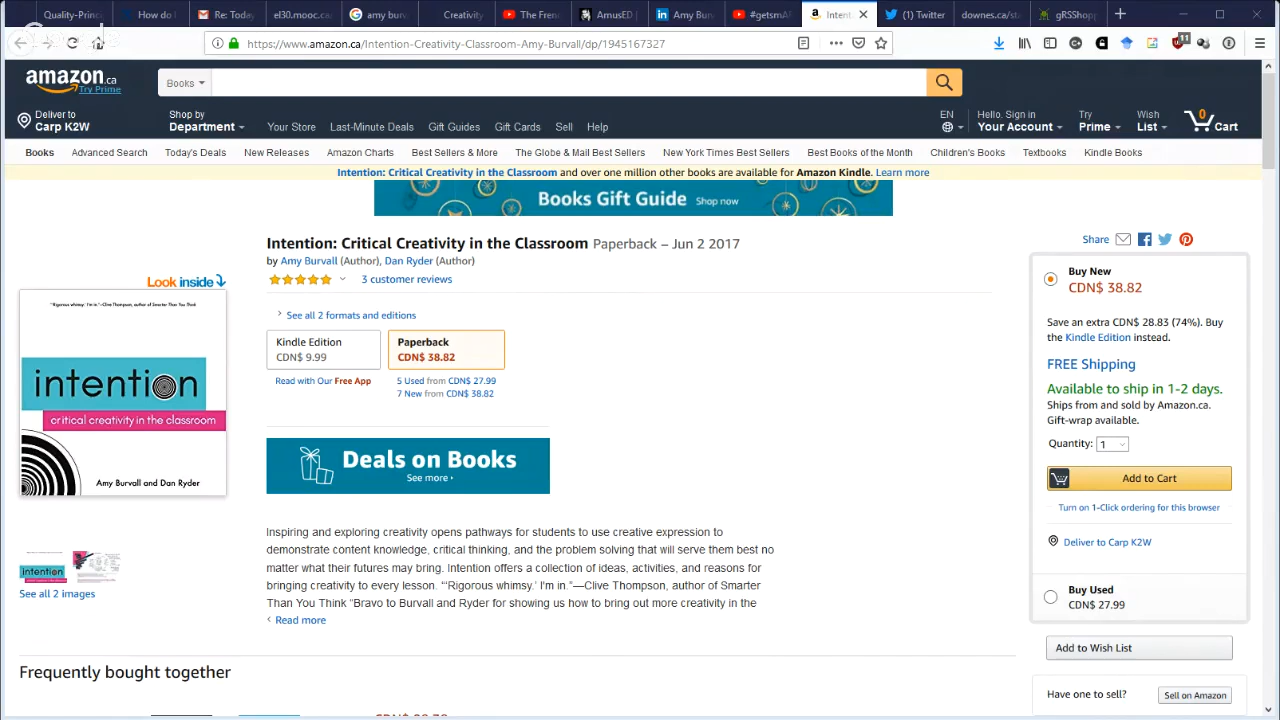 Quality-Princ
How do I
Re: Today
el30.mooc.ca
amy burva
Creativity
The Frenc
AmusED
Amy Burv
#getsmAR
Intent
(1) Twitter
downes.ca/sta
gRSShopp
https://www.amazon.ca/Intention-Creativity-Classroom-Amy-Burvall/dp/1945167327
11
amazon.ca
Try Prime
Books
Deliver to
Carp K2W
Shop by
Department
Your Store
Last-Minute Deals
Gift Guides
Gift Cards
Sell
Help
EN
Hello. Sign in
Your Account
Try
Prime
Wish
List
0
Cart
Books
Advanced Search
Today's Deals
New Releases
Amazon Charts
Best Sellers & More
The Globe & Mail Best Sellers
New York Times Best Sellers
Best Books of the Month
Children's Books
Textbooks
Kindle Books
Intention: Critical Creativity in the Classroom and over one million other books are available for Amazon Kindle. Learn more
Books Gift Guide Shop now
Look inside
"Rigorous whimsy! I'm in."—Clive Thompson, author of Smarter Than You Think
intention
critical creativity in the classroom
Amy Burvall and Dan Ryder
intention
See all 2 images
Intention: Critical Creativity in the Classroom Paperback – Jun 2 2017
by Amy Burvall (Author), Dan Ryder (Author)
3 customer reviews
See all 2 formats and editions
Kindle Edition
CDN$ 9.99
Paperback
CDN$ 38.82
Read with Our Free App
5 Used from CDN$ 27.99
7 New from CDN$ 38.82
Deals on Books
See more
Inspiring and exploring creativity opens pathways for students to use creative expression to
demonstrate content knowledge, critical thinking, and the problem solving that will serve them best no
matter what their futures may bring. Intention offers a collection of ideas, activities, and reasons for
bringing creativity to every lesson. "'Rigorous whimsy.' I'm in."—Clive Thompson, author of Smarter
Than You Think "Bravo to Burvall and Ryder for showing us how to bring out more creativity in the
Read more
Share
Buy New
CDN$ 38.82
Save an extra CDN$ 28.83 (74%). Buy
the Kindle Edition instead.
FREE Shipping
Available to ship in 1-2 days.
Ships from and sold by Amazon.ca.
Gift-wrap available.
Quantity: 1
Add to Cart
Turn on 1-Click ordering for this browser
Deliver to Carp K2W
Buy Used
CDN$ 27.99
Add to Wish List
Have one to sell?
Sell on Amazon
Frequently bought together